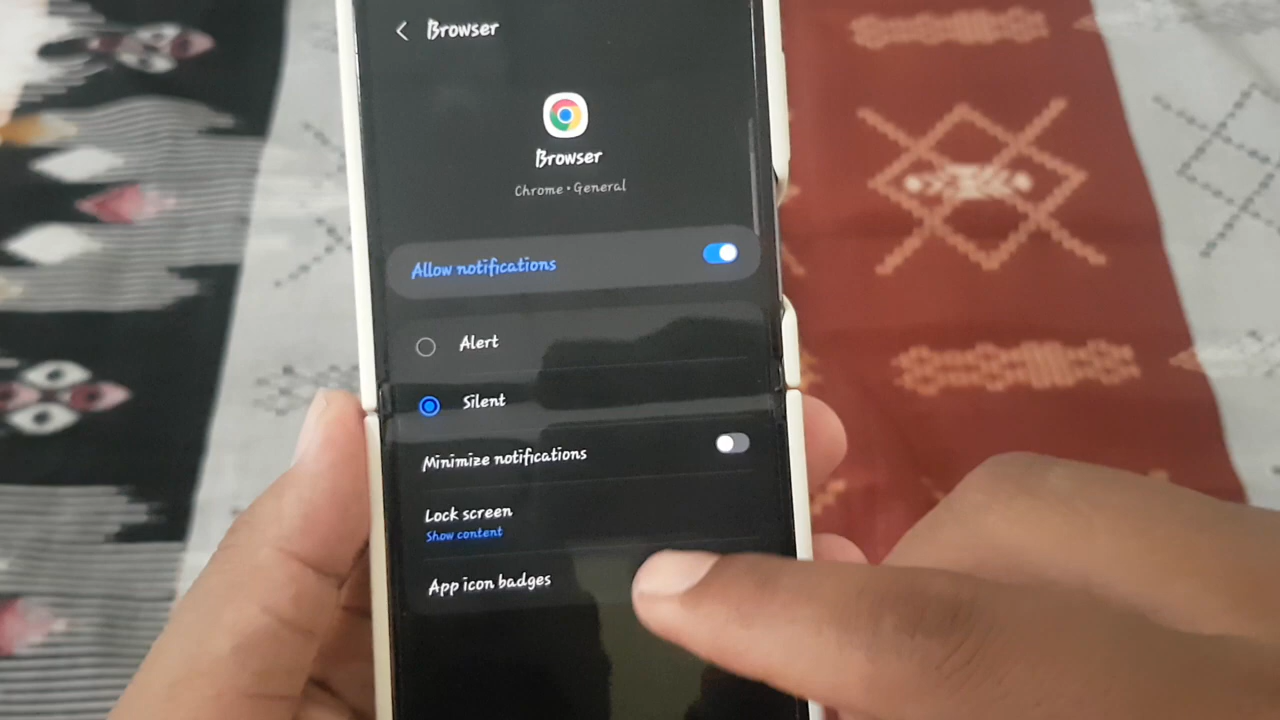 Browser
Browser
Chrome • General
Allow notifications
Alert
Silent
Minimize notifications
Lock screen
Show content
App icon badges